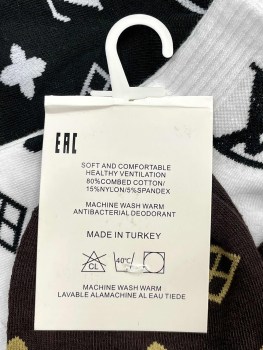 EAC
SOFT AND COMFORTABLE
HEALTHY VENTILATION
80%COMBED COTTON/
15%NYLON/5%SPANDEX
MACHINE WASH WARM
ANTIBACTERIAL DEODORANT
MADE IN TURKEY
CL 40°C
MACHINE WASH WARM
LAVABLE ALAMACHINE AL EAU TIEDE